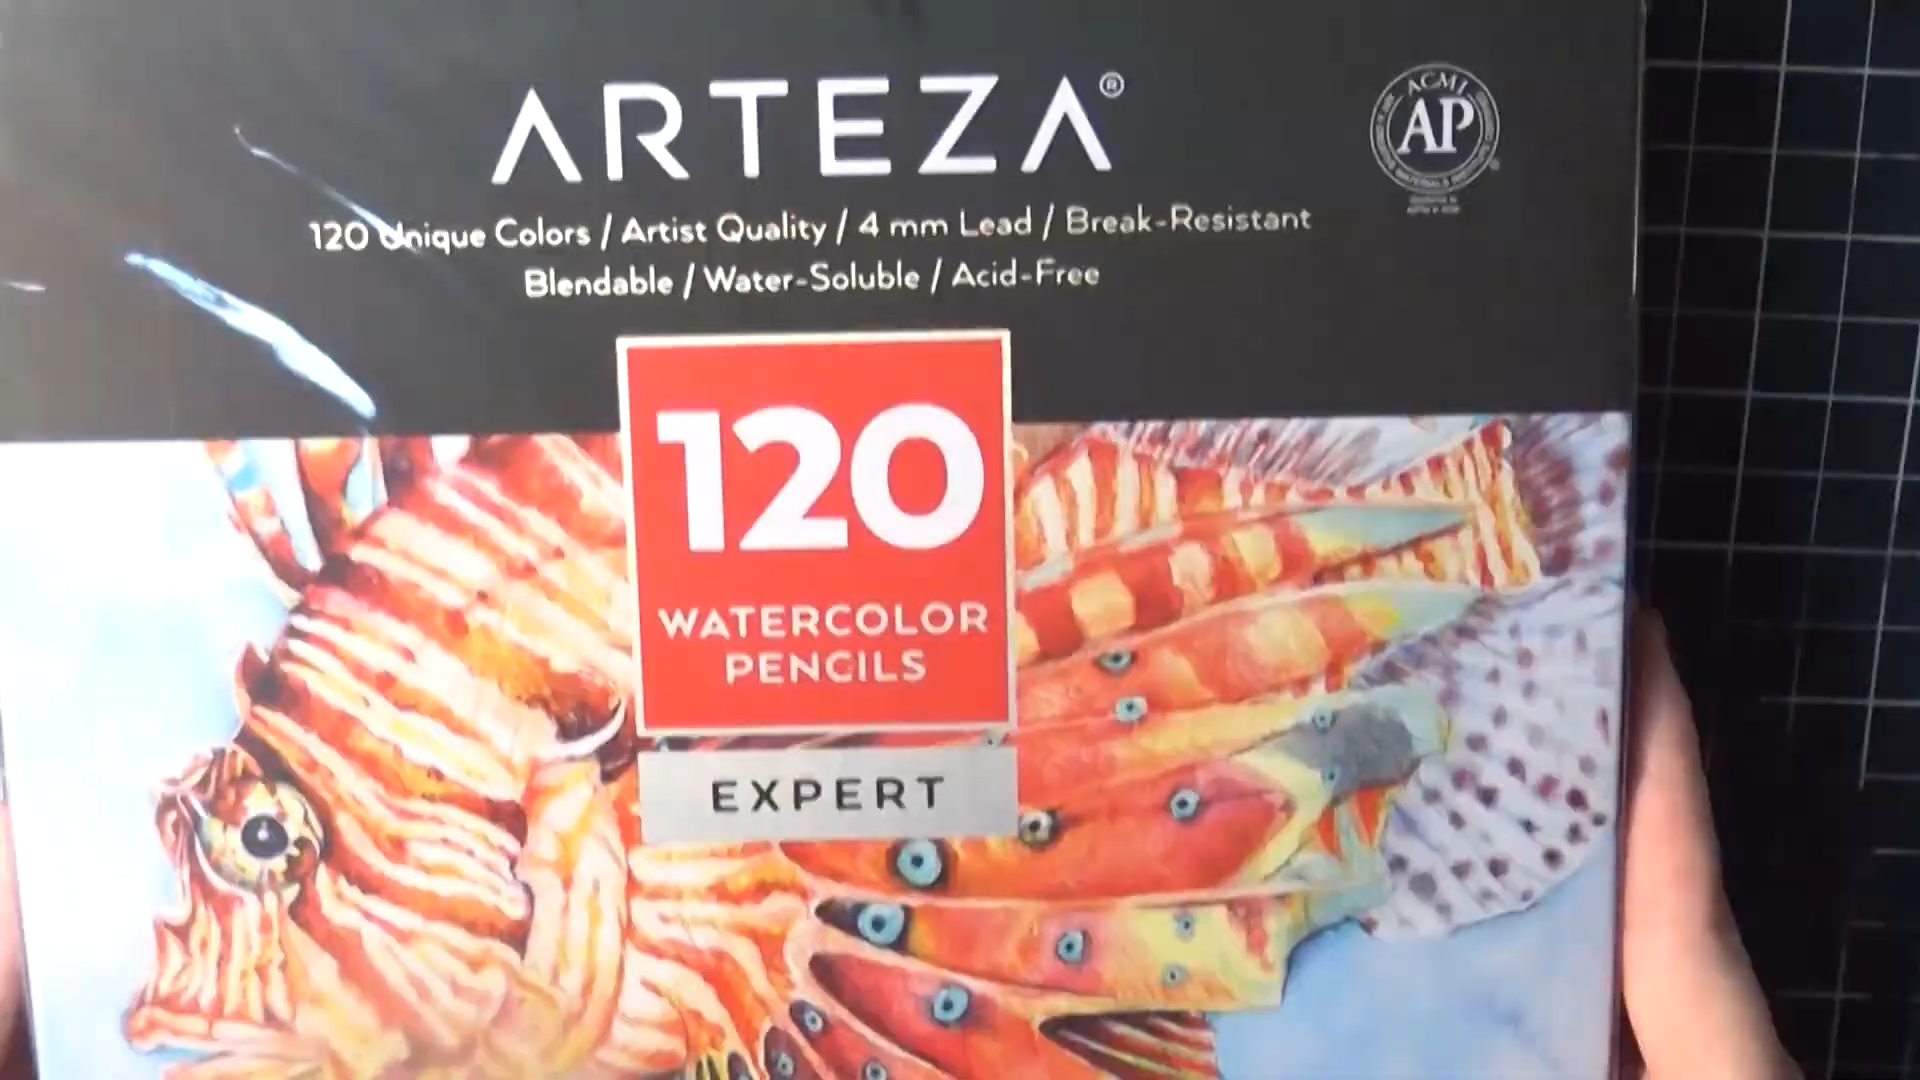 ARTEZA®
120 Unique Colors / Artist Quality / 4 mm Lead / Break-Resistant
Blendable / Water-Soluble / Acid-Free
ACMI
AP
120
WATERCOLOR
PENCILS
EXPERT